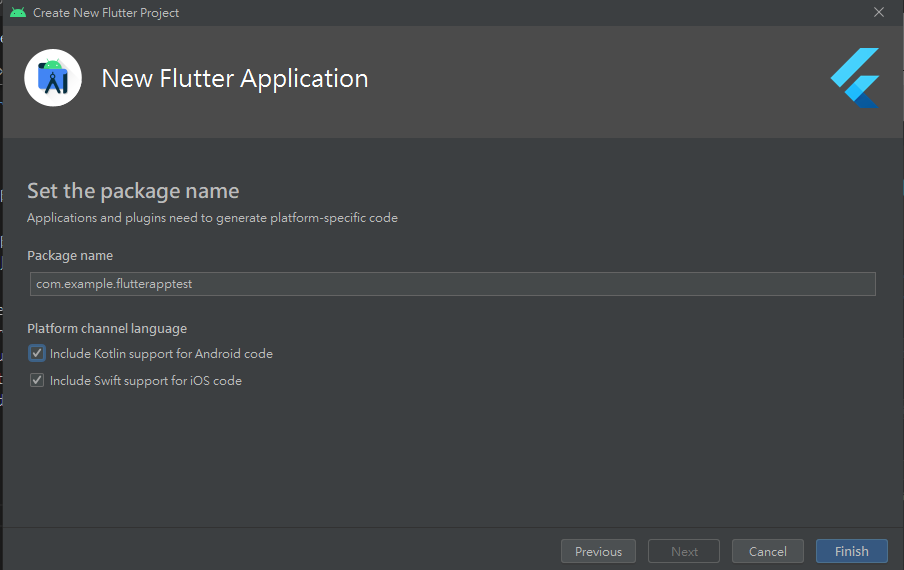 Create New Flutter Project
New Flutter Application
Set the package name
Applications and plugins need to generate platform-specific code
Package name
com.example.flutterapptest
Platform channel language
Include Kotlin support for Android code
Include Swift support for iOS code
Previous
Next
Cancel
Finish